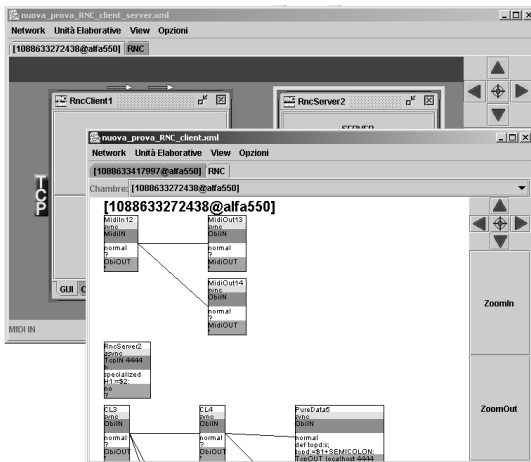 nuova_prova_RNC_client_server.xml
Network Unità Elaborative View Opzioni
[1088633272438@alfa550] RNC
RncClient1
RncServer2
SERVER
TCP
GUI
MIDI IN
nuova_prova_RNC_client.xml
Network Unità Elaborative View Opzioni
[1088633417997@alfa550] RNC
Chambre: [1088633272438@alfa550]
[1088633272438@alfa550]
MidiIn12
sync
MidiIN
normal
?
ObiOUT
MidiOut13
sync
ObiIN
normal
?
MidiOUT
MidiOut14
sync
ObiIN
normal
?
MidiOUT
RncServer2
async
TcpIN 4444
h
specialized
H1:=$2;
no
?
CL3
sync
ObiIN
normal
?
ObiOUT
CL4
sync
ObiIN
normal
?
ObiOUT
PureData5
sync
ObiIN
normal
def topd:s;
topd:=$1+SEMICOLON;
TcpOUT localhost 4444
ZoomIn
ZoomOut